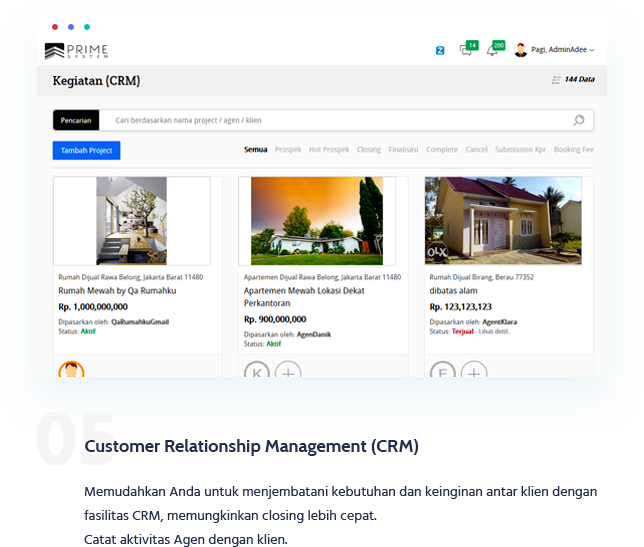 PRIME
SYSTEM
Z
14
200
Pagi, AdminAdee
Kegiatan (CRM)
144 Data
Pencarian
Cari berdasarkan nama project / agen / klien
Tambah Project
Semua Prospek Hot Prospek Closing Finalisasi Complete Cancel Submission Kpr Booking Fee
OLX
Rumah Dijual Rawa Belong, Jakarta Barat 11480
Rumah Mewah by Qa Rumahku
Rp. 1,000,000,000
Dipasarkan oleh: QaRumahkuGmail
Status: Aktif
Apartemen Dijual Rawa Belong, Jakarta Barat 11480
Apartemen Mewah Lokasi Dekat
Perkantoran
Rp. 900,000,000
Dipasarkan oleh: AgenDanik
Status: Aktif
K
Rumah Dijual Birang, Berau 77352
dibatas alam
Rp. 123,123,123
Dipasarkan oleh: AgentKlara
Status: Terjual Lihat detil..
05
Customer Relationship Management (CRM)
Memudahkan Anda untuk menjembatani kebutuhan dan keinginan antar klien dengan
fasilitas CRM, memungkinkan closing lebih cepat.
Catat aktivitas Agen dengan klien.